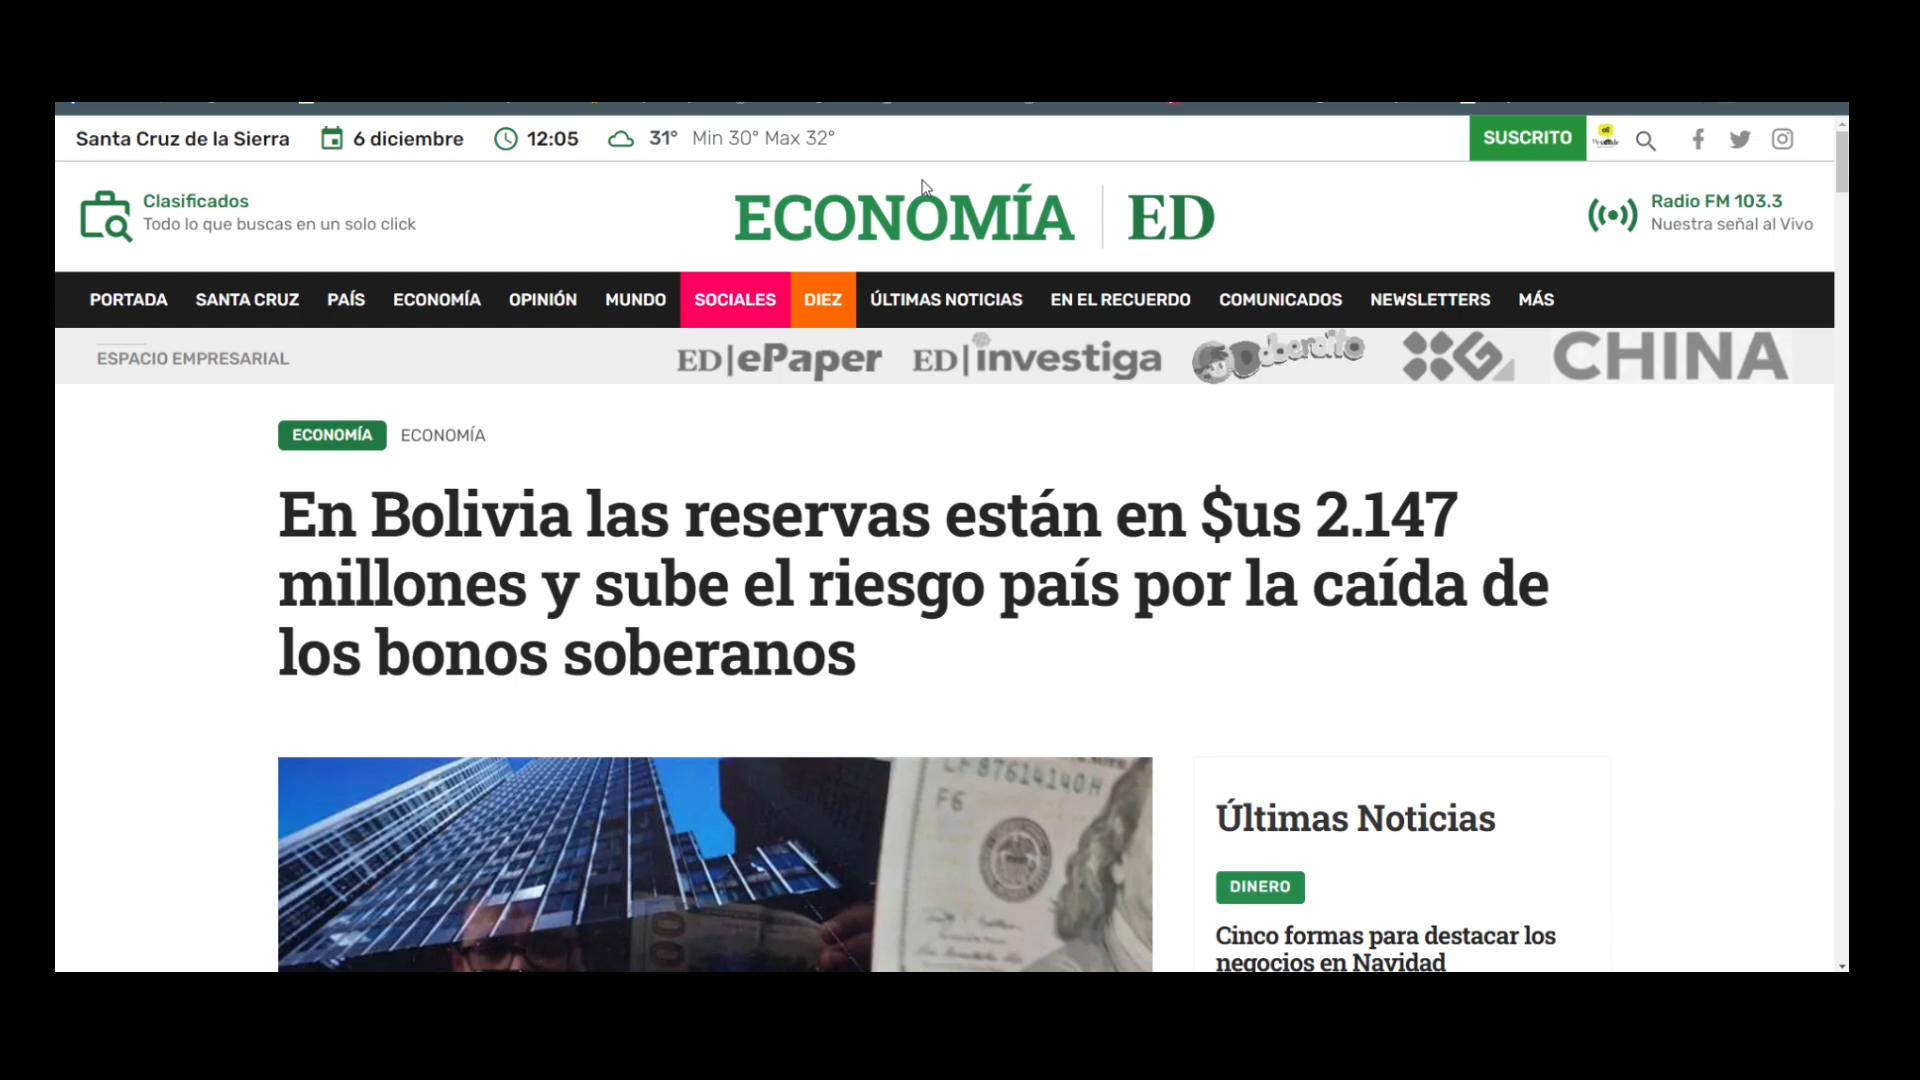 Santa Cruz de la Sierra 6 diciembre 12:05 31° Min 30° Max 32° SUSCRITO
Clasificados
Todo lo que buscas en un solo click
ECONOMÍA ED
Radio FM 103.3
Nuestra señal al Vivo
PORTADA SANTA CRUZ PAÍS ECONOMÍA OPINIÓN MUNDO SOCIALES DIEZ ÚLTIMAS NOTICIAS EN EL RECUERDO COMUNICADOS NEWSLETTERS MÁS
ESPACIO EMPRESARIAL ED|ePaper ED|investiga CHINA
ECONOMÍA ECONOMÍA
En Bolivia las reservas están en $us 2.147
millones y sube el riesgo país por la caída de
los bonos soberanos
LF87614140H
F6
Últimas Noticias
DINERO
Cinco formas para destacar los
negocios en Navidad